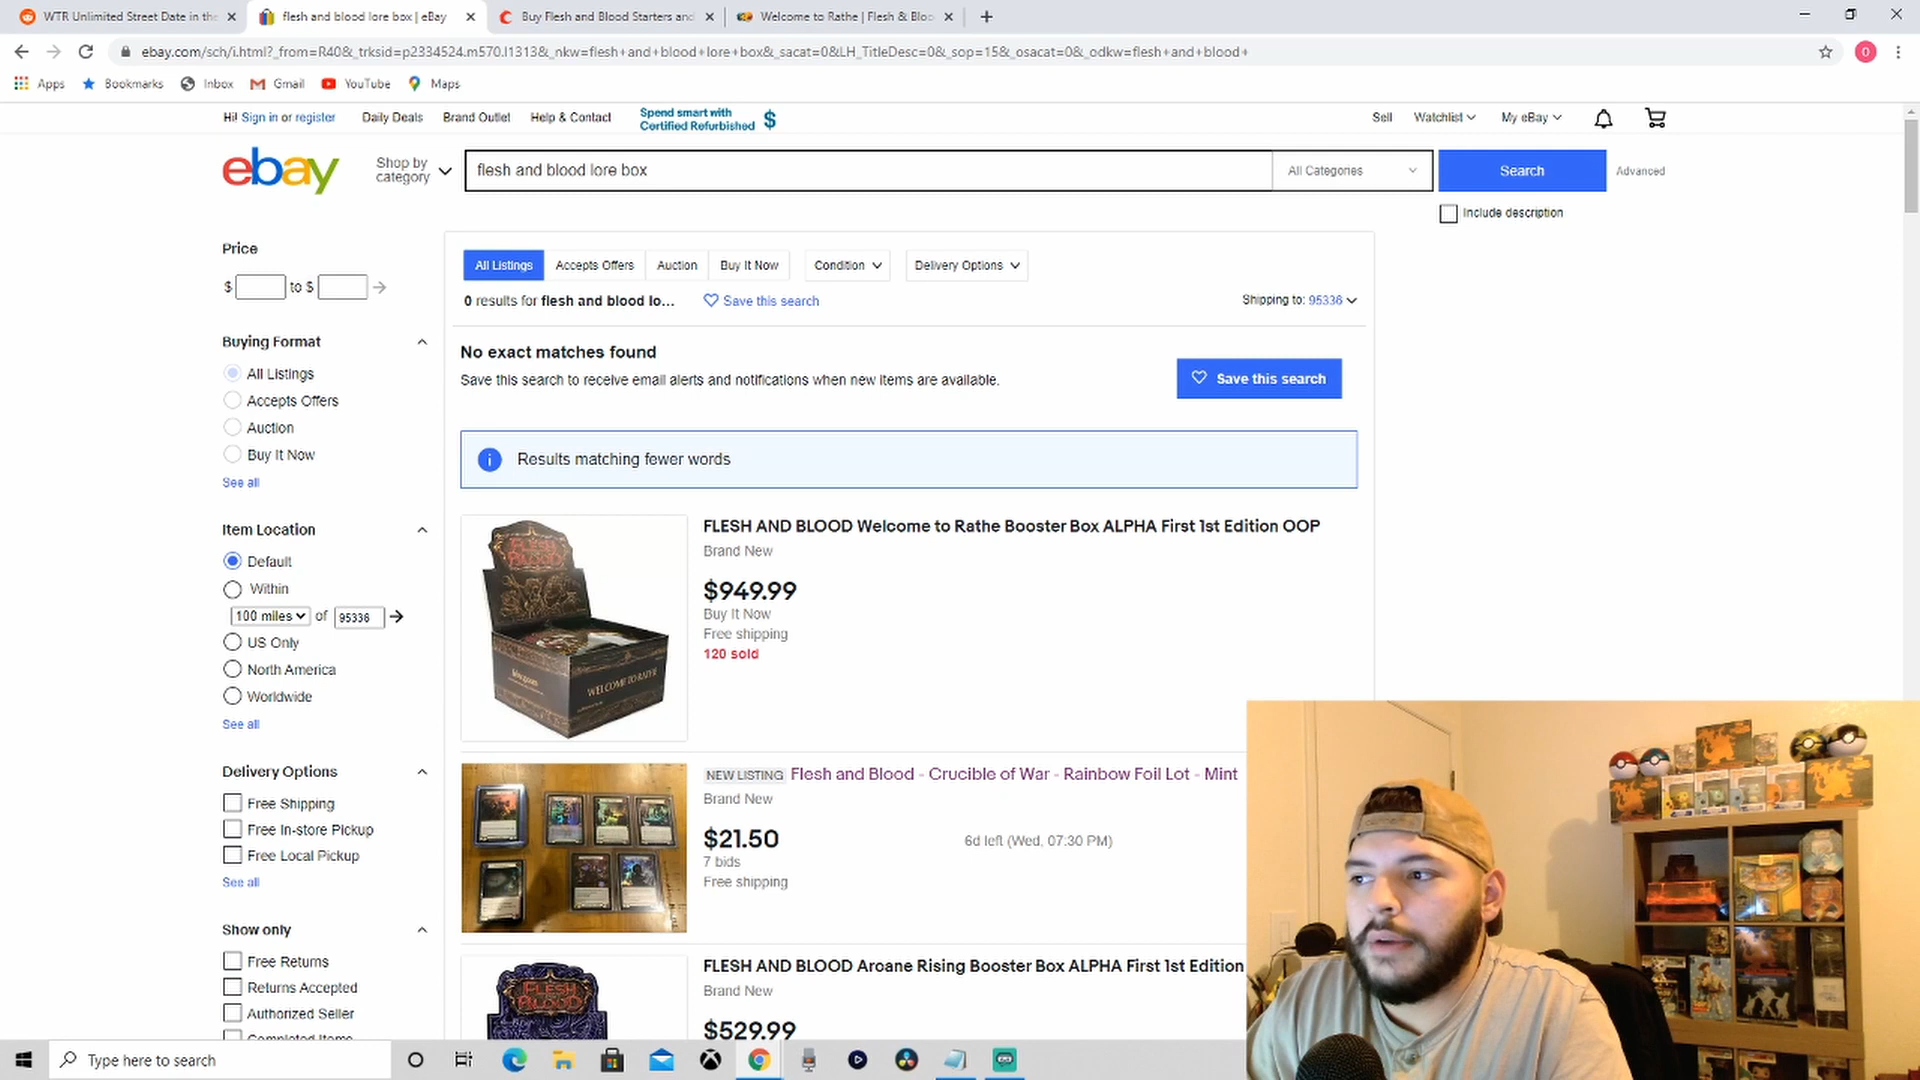 WTR Unlimited Street Date in the
flesh and blood lore box | eBay
Buy Flesh and Blood Starters and
Welcome to Rathe | Flesh & Bloo
ebay.com/sch/i.html?_from=R40&_trksid=p2334524.m570.l1313&_nkw=flesh+and+blood+lore+box&_sacat=0&LH_TitleDesc=0&_sop=15&_osacat=0&_odkw=flesh+and+blood+
O
Apps
Bookmarks
Inbox
Gmail
YouTube
Maps
Hi! Sign in or register
Daily Deals
Brand Outlet
Help & Contact
Spend smart with
Certified Refurbished
$
Sell
Watchlist
My eBay
ebay
Shop by
category
flesh and blood lore box
All Categories
Search
Advanced
Include description
Price
$ to $
Buying Format
All Listings
Accepts Offers
Auction
Buy It Now
See all
Item Location
Default
Within
100 miles of 95336
US Only
North America
Worldwide
See all
Delivery Options
Free Shipping
Free In-store Pickup
Free Local Pickup
See all
Show only
Free Returns
Returns Accepted
Authorized Seller
Completed Items
All Listings
Accepts Offers
Auction
Buy It Now
Condition
Delivery Options
0 results for flesh and blood lo...
Save this search
Shipping to: 95336
No exact matches found
Save this search to receive email alerts and notifications when new items are available.
Save this search
Results matching fewer words
FLESH AND BLOOD Welcome to Rathe Booster Box ALPHA First 1st Edition OOP
Brand New
$949.99
Buy It Now
Free shipping
120 sold
FLESH
BLOOD
WELCOME TO RATHE
NEW LISTING Flesh and Blood - Crucible of War - Rainbow Foil Lot - Mint
Brand New
$21.50
7 bids
Free shipping
6d left (Wed, 07:30 PM)
FLESH AND BLOOD Arcane Rising Booster Box ALPHA First 1st Edition
Brand New
$529.99
FLESH
BLOOD
Type here to search